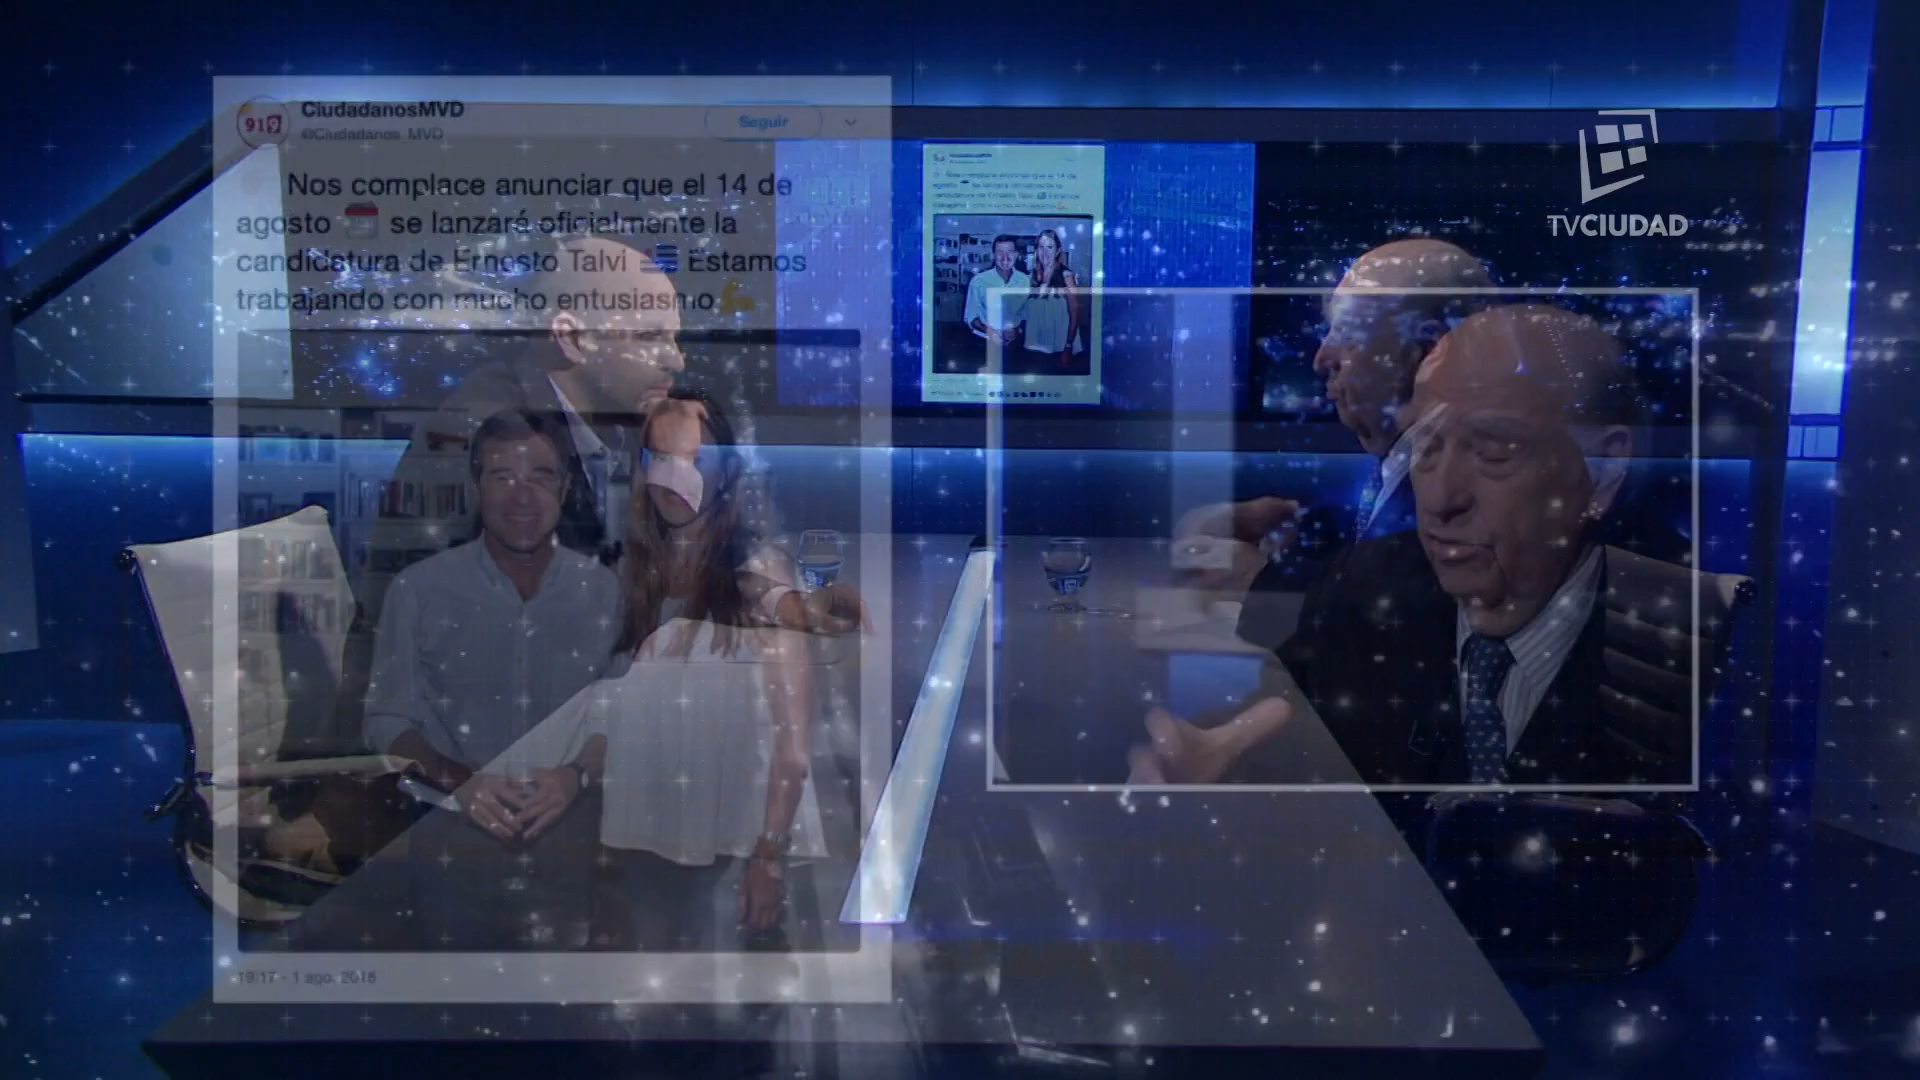 919
CiudadanosMVD
@Ciudadanos_MVD
Seguir
Nos complace anunciar que el 14 de
agosto se lanzará oficialmente la
candidatura de Ernesto Talvi Estamos
trabajando con mucho entusiasmo
19:17 - 1 ago. 2018
TVCIUDAD